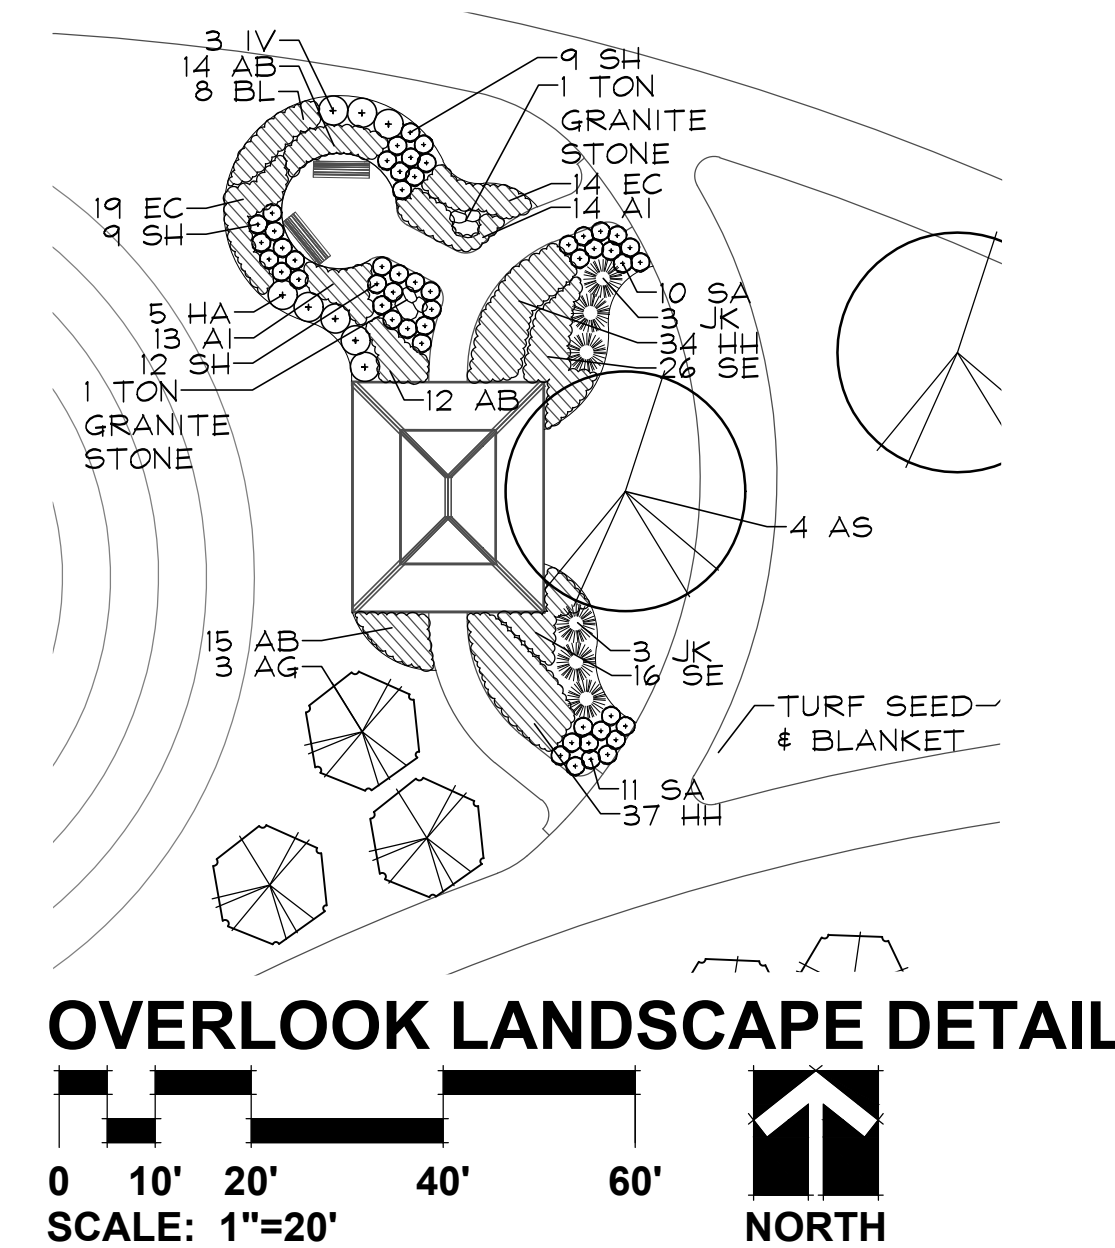 3 IV
14 AB
8 BL
9 SH
1 TON
GRANITE
STONE
14 EC
14 AI
19 EC
9 SH
5 HA
13 AI
12 SH
1 TON
GRANITE
STONE
12 AB
10 SA
3 JK
34 HH
26 SE
4 AS
15 AB
3 AG
3 JK
16 SE
TURF SEED
& BLANKET
11 SA
37 HH
OVERLOOK LANDSCAPE DETAIL
0 10' 20' 40' 60'
SCALE: 1"=20'
NORTH